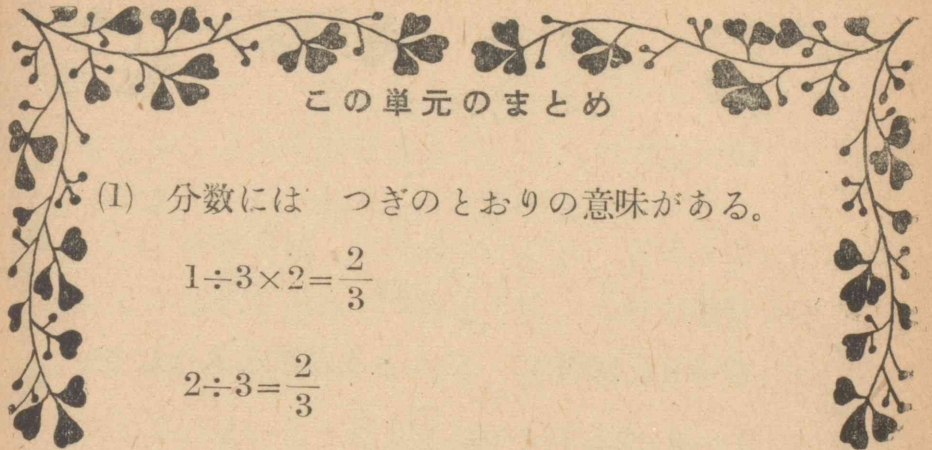 この単元のまとめ
(1) 分数には つぎのとおりの意味がある。
1÷3×2=2/3
2÷3=2/3